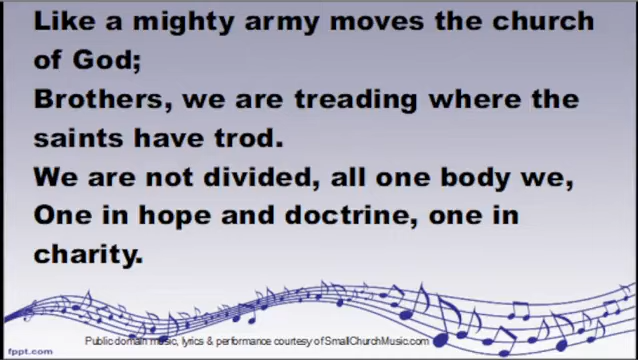 Like a mighty army moves the church
of God;
Brothers, we are treading where the
saints have trod.
We are not divided, all one body we,
One in hope and doctrine, one in
charity.
Public domain music, lyrics & performance courtesy of SmallChurchMusic.com
fppt.com